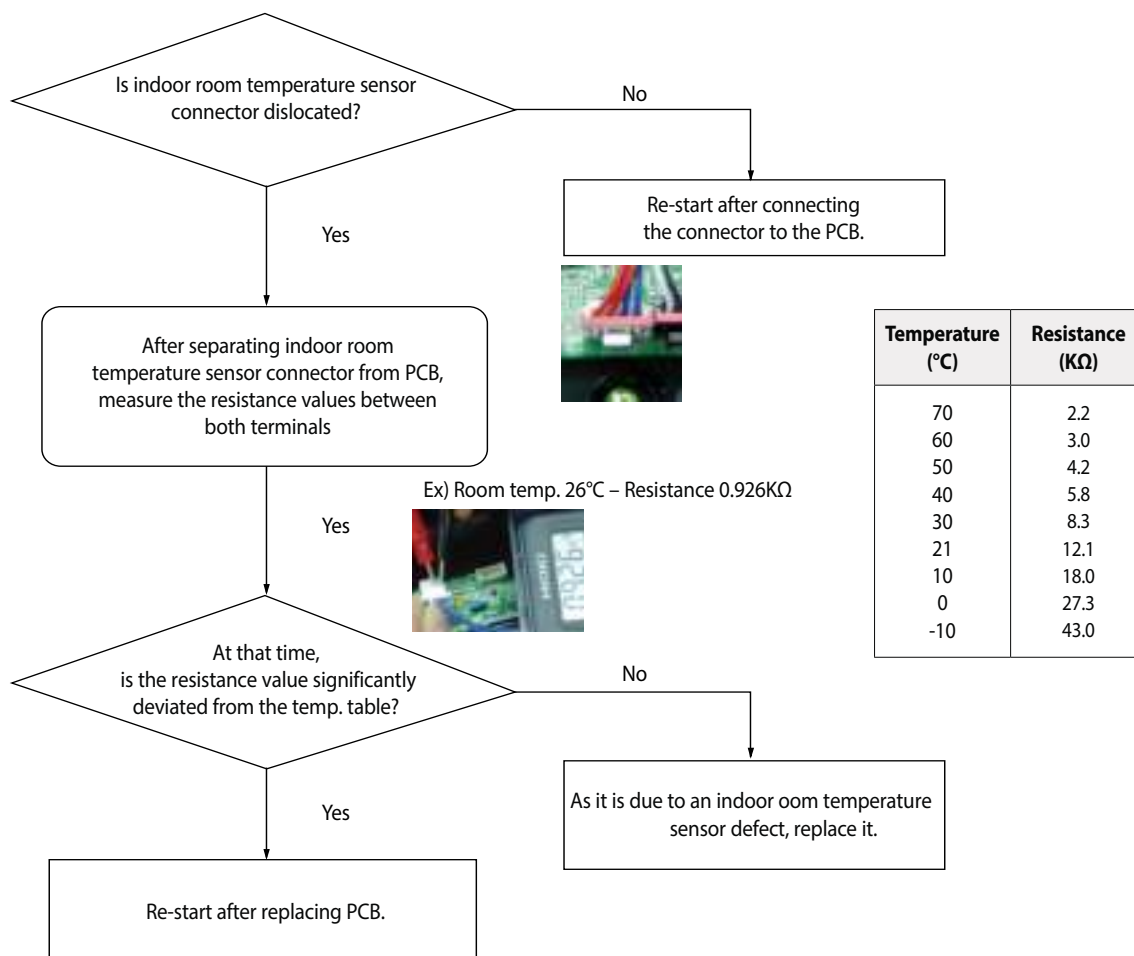 Is indoor room temperature sensor
connector dislocated?
No
Re-start after connecting
the connector to the PCB.
Yes
After separating indoor room
temperature sensor connector from PCB,
measure the resistance values between
both terminals
Temperature
(°C)
Resistance
(KΩ)
70 2.2
60 3.0
50 4.2
40 5.8
30 8.3
21 12.1
10 18.0
0 27.3
-10 43.0
Ex) Room temp. 26°C – Resistance 0.926KΩ
Yes
At that time,
is the resistance value significantly
deviated from the temp. table?
No
As it is due to an indoor oom temperature
sensor defect, replace it.
Yes
Re-start after replacing PCB.